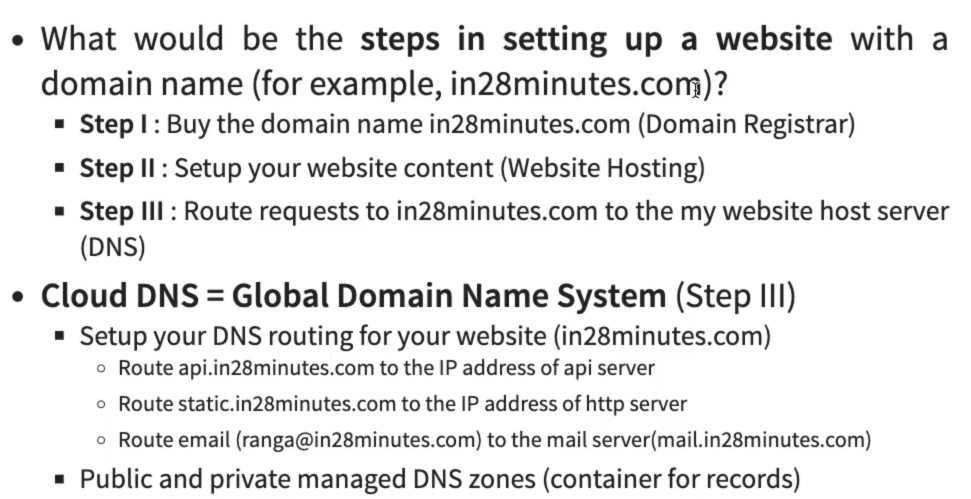 • What would be the steps in setting up a website with a
domain name (for example, in28minutes.com)?
▪ Step I : Buy the domain name in28minutes.com (Domain Registrar)
▪ Step II : Setup your website content (Website Hosting)
▪ Step III : Route requests to in28minutes.com to the my website host server
(DNS)
• Cloud DNS = Global Domain Name System (Step III)
▪ Setup your DNS routing for your website (in28minutes.com)
◦ Route api.in28minutes.com to the IP address of api server
◦ Route static.in28minutes.com to the IP address of http server
◦ Route email (ranga@in28minutes.com) to the mail server(mail.in28minutes.com)
▪ Public and private managed DNS zones (container for records)